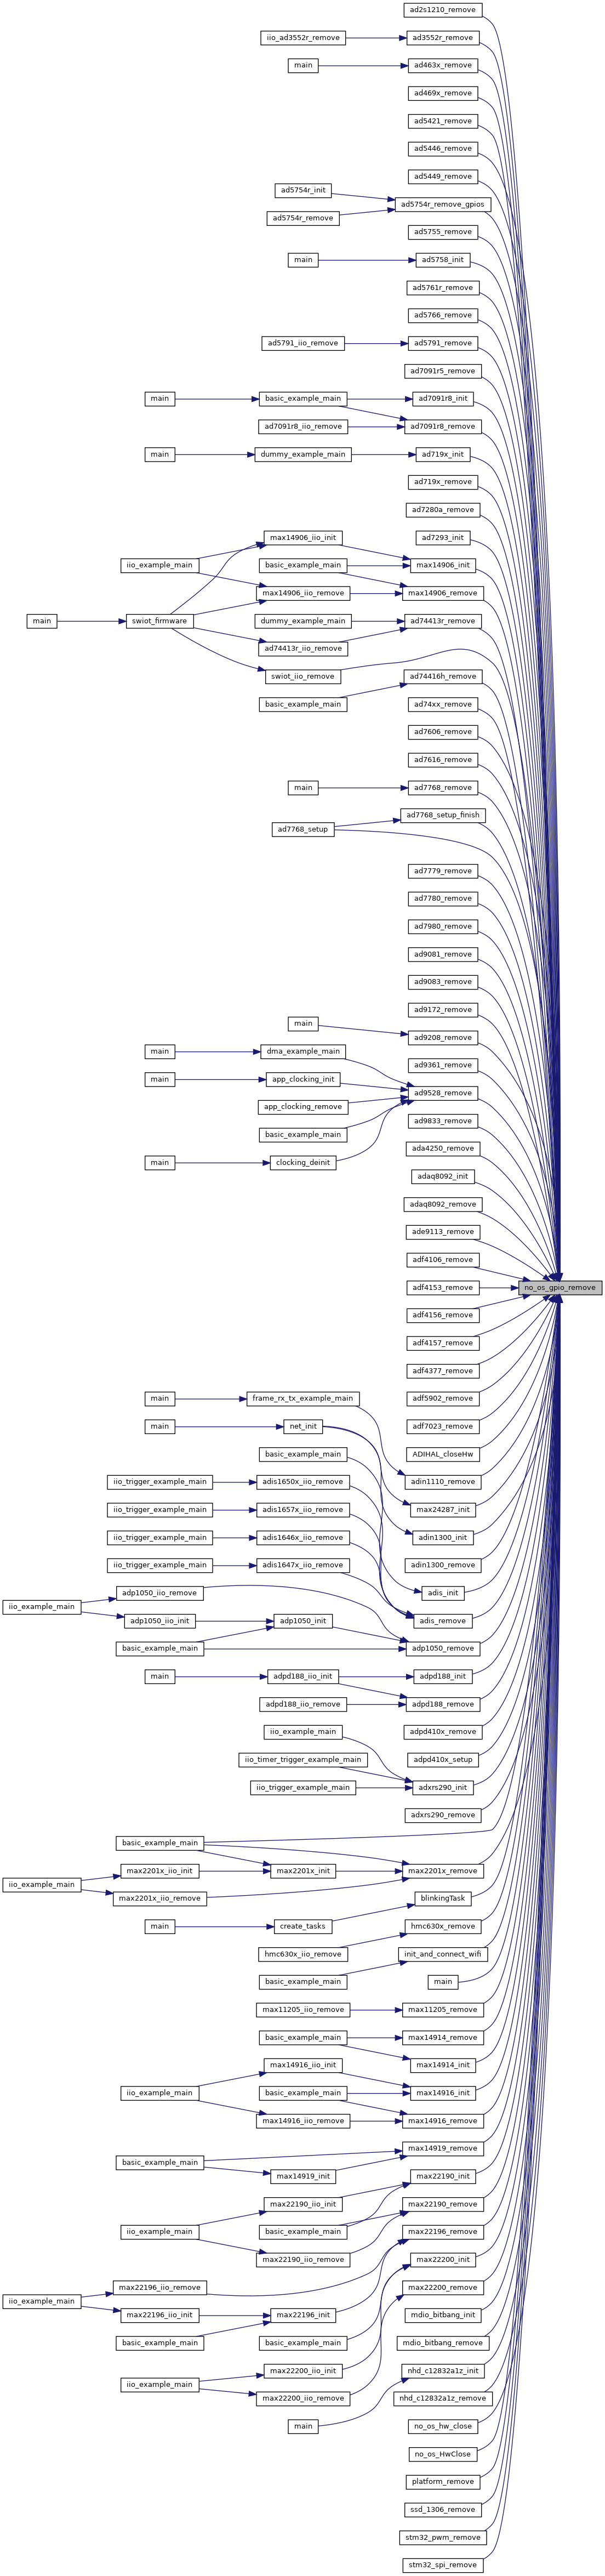 ad2s1210_remove
iio_ad3552r_remove ad3552r_remove
main ad463x_remove
ad469x_remove
ad5421_remove
ad5446_remove
ad5449_remove
ad5754r_init
ad5754r_remove_gpios
ad5754r_remove
ad5755_remove
main ad5758_init
ad5761r_remove
ad5766_remove
ad5791_iio_remove ad5791_remove
ad7091r5_remove
main basic_example_main ad7091r8_init
ad7091r8_iio_remove ad7091r8_remove
main dummy_example_main ad719x_init
ad719x_remove
ad7280a_remove
max14906_iio_init ad7293_init
iio_example_main basic_example_main max14906_init
max14906_iio_remove max14906_remove
main swiot_firmware dummy_example_main ad74413r_remove
ad74413r_iio_remove
swiot_iio_remove ad74416h_remove
basic_example_main ad74xx_remove
ad7606_remove
ad7616_remove
main ad7768_remove
ad7768_setup_finish
ad7768_setup
ad7779_remove
ad7780_remove
ad7980_remove
ad9081_remove
ad9083_remove
ad9172_remove
main ad9208_remove
main dma_example_main
ad9361_remove
main app_clocking_init
ad9528_remove
app_clocking_remove
ad9833_remove
basic_example_main
ada4250_remove
main clocking_deinit
adaq8092_init
adaq8092_remove
ade9113_remove
adf4106_remove
adf4153_remove no_os_gpio_remove
adf4156_remove
adf4157_remove
adf4377_remove
main frame_rx_tx_example_main adf5902_remove
main net_init adf7023_remove
basic_example_main ADIHAL_closeHw
iio_trigger_example_main adis1650x_iio_remove adin1110_remove
iio_trigger_example_main adis1657x_iio_remove max24287_init
iio_trigger_example_main adis1646x_iio_remove adin1300_init
iio_trigger_example_main adis1647x_iio_remove adin1300_remove
adp1050_iio_remove adis_init
iio_example_main
adp1050_iio_init adp1050_init adis_remove
basic_example_main adp1050_remove
main adpd188_iio_init adpd188_init
adpd188_iio_remove adpd188_remove
iio_example_main adpd410x_remove
iio_timer_trigger_example_main adpd410x_setup
iio_trigger_example_main adxrs290_init
adxrs290_remove
basic_example_main
max2201x_iio_init max2201x_init max2201x_remove
iio_example_main
max2201x_iio_remove blinkingTask
main create_tasks hmc630x_remove
hmc630x_iio_remove init_and_connect_wifi
basic_example_main main
max11205_iio_remove max11205_remove
basic_example_main max14914_remove
max14916_iio_init max14914_init
iio_example_main basic_example_main max14916_init
max14916_iio_remove max14916_remove
max14919_remove
basic_example_main
max14919_init max22190_init
max22190_iio_init max22190_remove
iio_example_main basic_example_main max22196_remove
max22190_iio_remove max22200_init
max22196_iio_remove max22200_remove
iio_example_main
max22196_iio_init max22196_init mdio_bitbang_init
basic_example_main basic_example_main mdio_bitbang_remove
max22200_iio_init nhd_c12832a1z_init
iio_example_main
max22200_iio_remove nhd_c12832a1z_remove
main no_os_hw_close
no_os_HwClose
platform_remove
ssd_1306_remove
stm32_pwm_remove
stm32_spi_remove